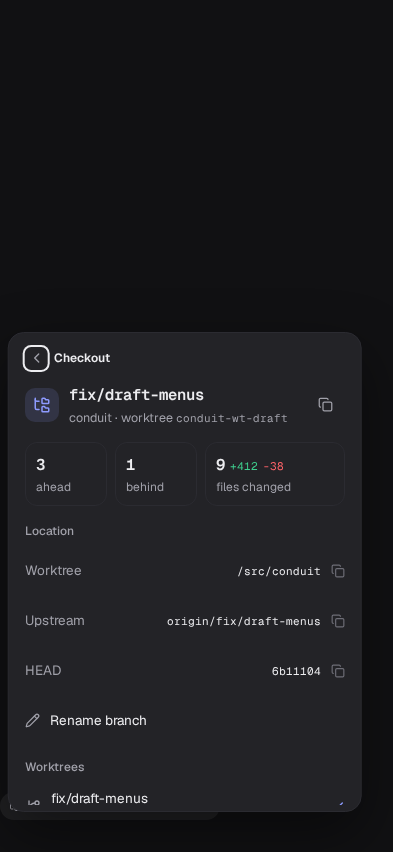 Checkout
fix/draft-menus
conduit · worktree conduit-wt-draft
3
ahead
1
behind
9 +412 -38
files changed
Location
Worktree /src/conduit
Upstream origin/fix/draft-menus
HEAD 6b11104
Rename branch
Worktrees
fix/draft-menus